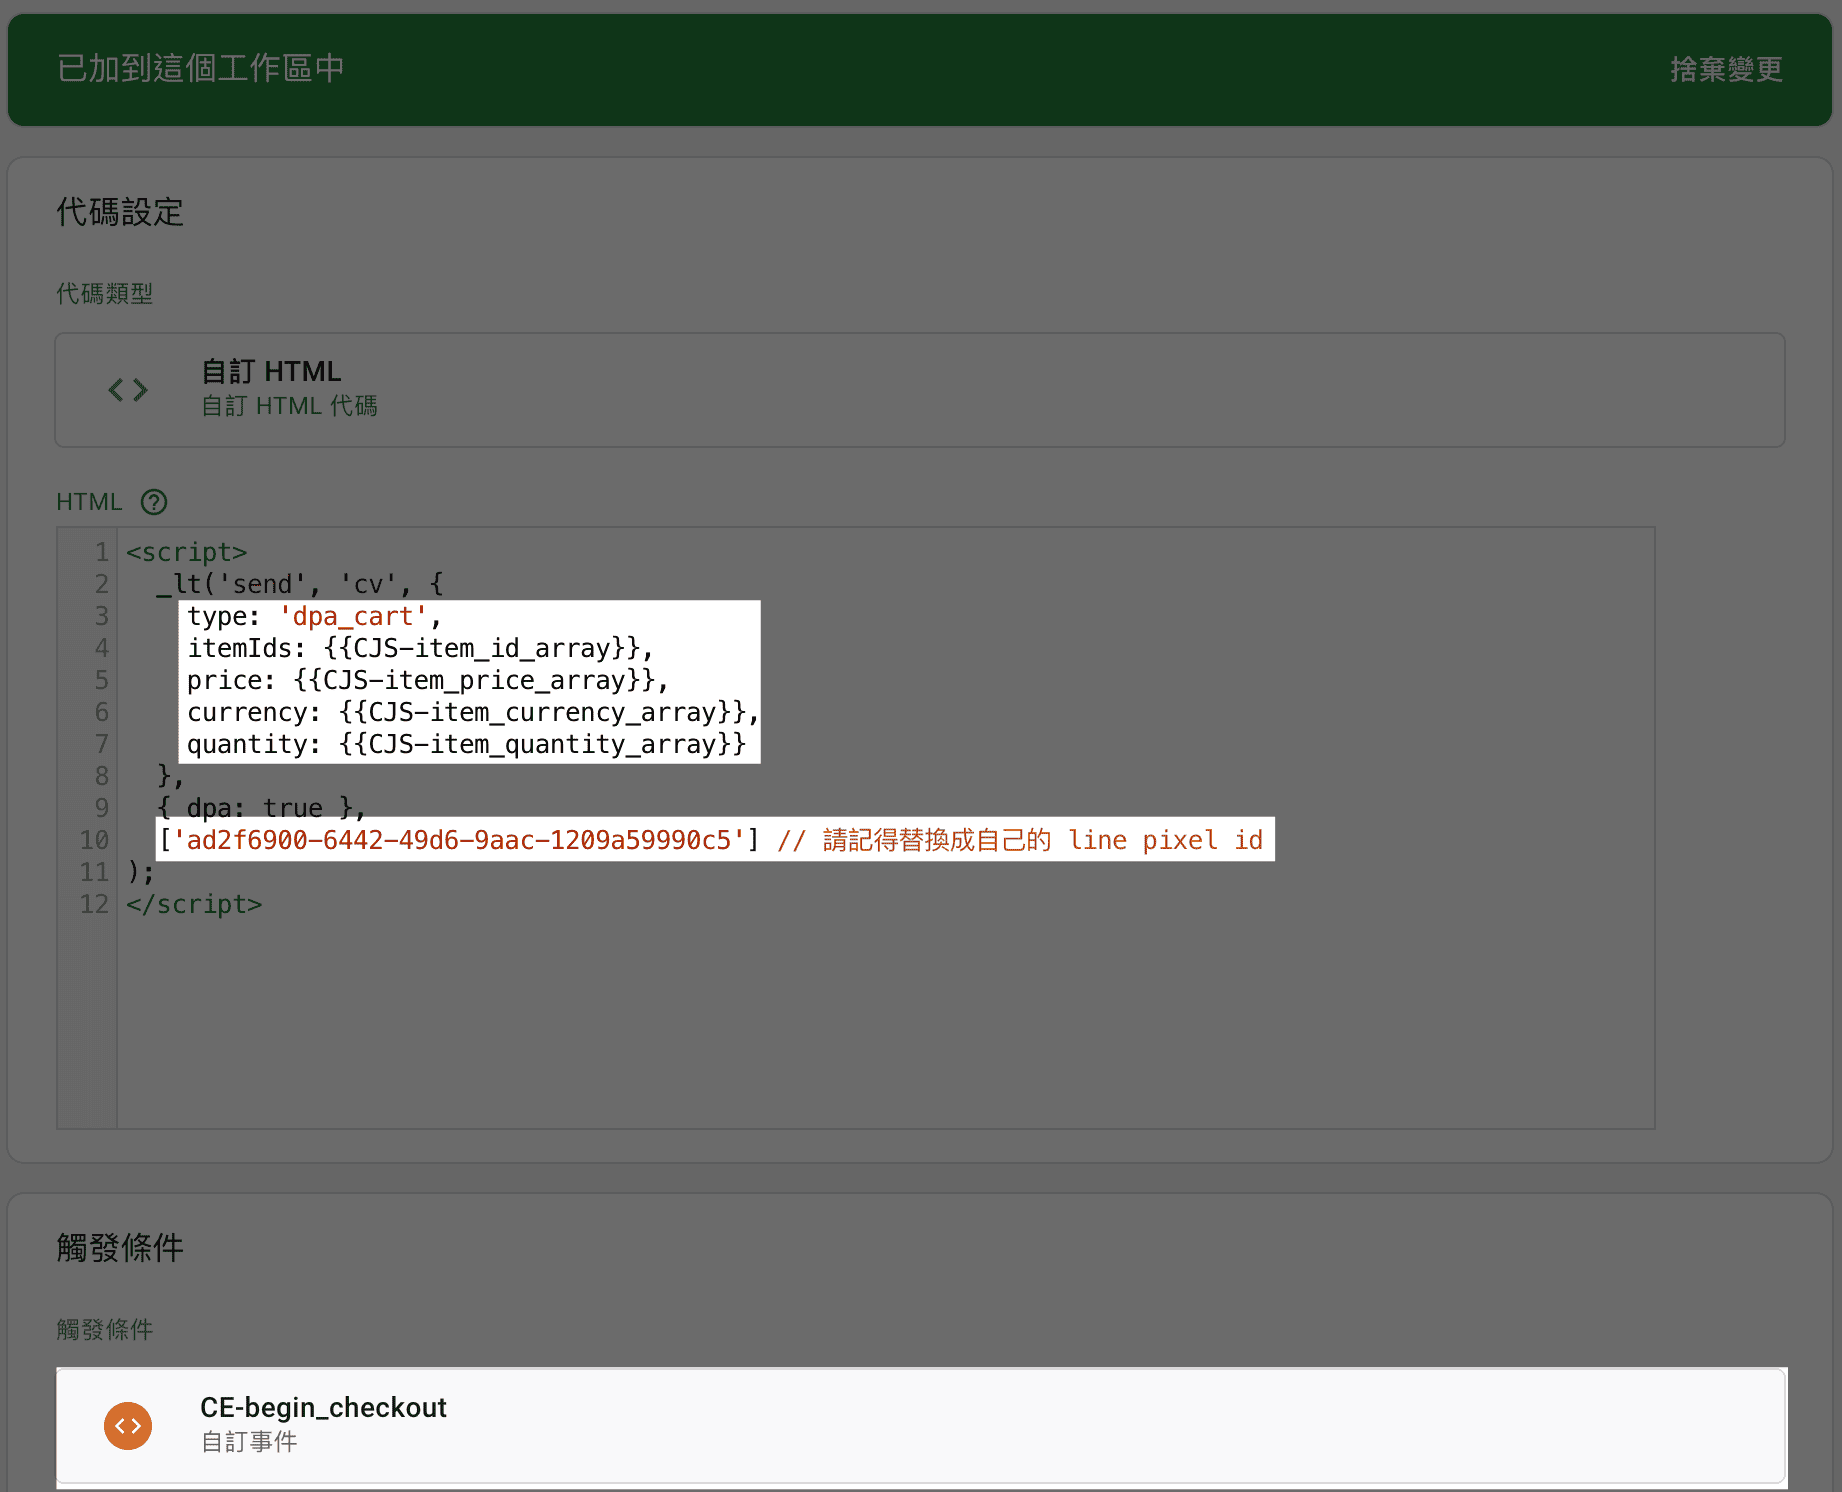 已加到這個工作區中
捨棄變更
代碼設定
代碼類型
自訂 HTML
自訂 HTML 代碼
HTML ?
1 <script>
2 _lt('send', 'cv', {
3 type: 'dpa_cart',
4 itemIds: {{CJS-item_id_array}},
5 price: {{CJS-item_price_array}},
6 currency: {{CJS-item_currency_array}},
7 quantity: {{CJS-item_quantity_array}}
8 },
9 { dpa: true },
10 ['ad2f6900-6442-49d6-9aac-1209a59990c5'] // 請記得替換成自己的 line pixel id
11 );
12 </script>
觸發條件
觸發條件
CE-begin_checkout
自訂事件